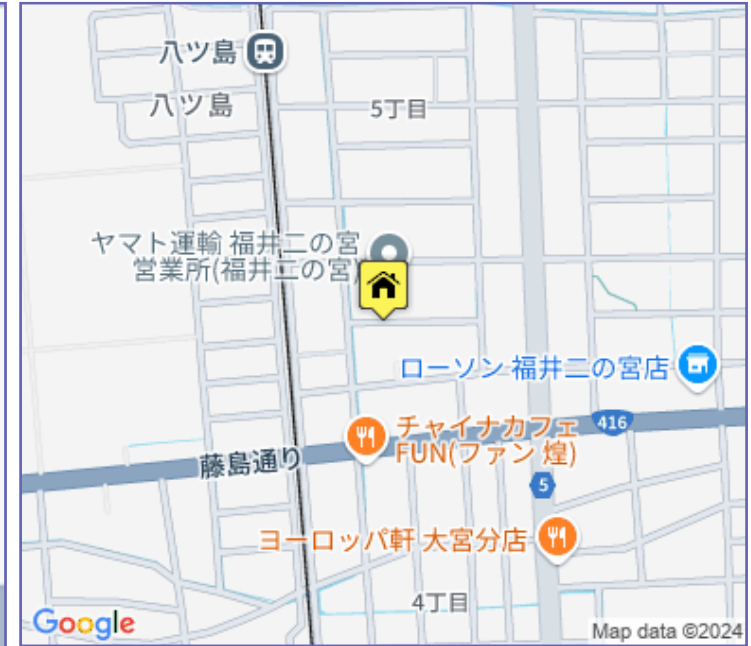 八ツ島
八ツ島
5丁目
ヤマト運輸 福井二の宮
営業所(福井二の宮)
ローソン 福井二の宮店
チャイナカフェ
FUN(ファン 煌)
416
藤島通り
5
ヨーロッパ軒 大宮分店
4丁目
Google
Map data ©2024